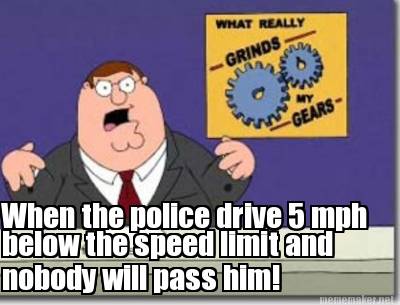 WHAT REALLY
GRINDS
MY
GEARS
When the police drive 5 mph
below the speed limit and
nobody will pass him!
mememaker.net